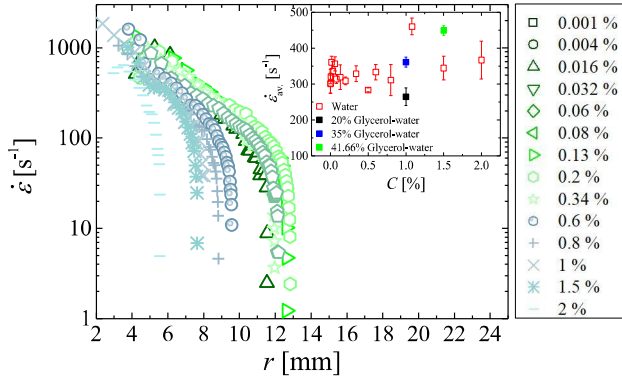 1000
100
10
1
ε̇ [s⁻¹]
2 4 6 8 10 12 14 16 18 20 22 24
r [mm]
500
400
300
200
100
ε̇av. [s⁻¹]
Water
20% Glycerol-water
35% Glycerol-water
41.66% Glycerol-water
0.0 0.5 1.0 1.5 2.0
C [%]
0.001 %
0.004 %
0.016 %
0.032 %
0.06 %
0.08 %
0.13 %
0.2 %
0.34 %
0.6 %
0.8 %
1 %
1.5 %
2 %